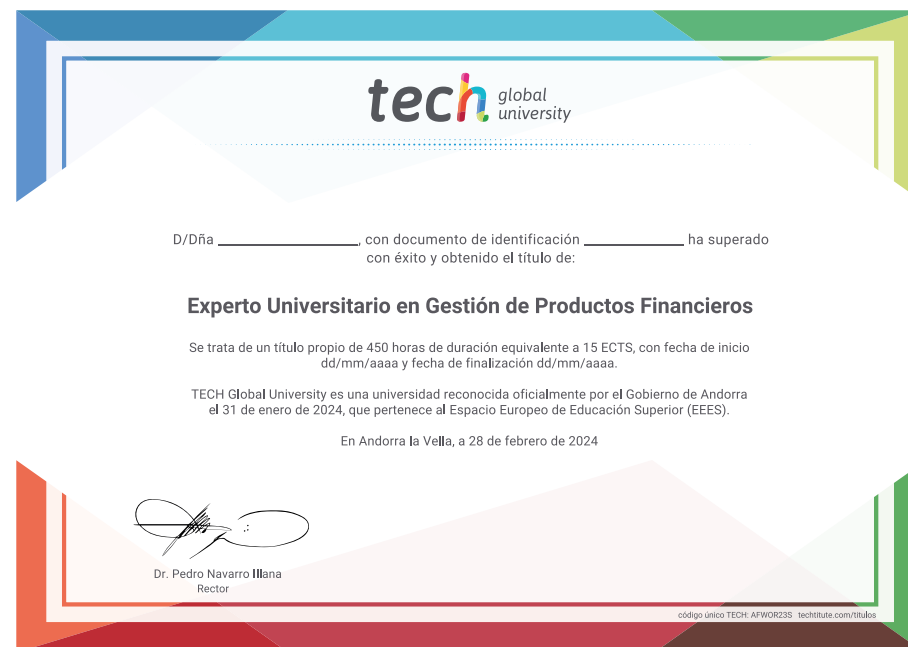 tech global university
D/Dña ____________________, con documento de identificación ______________ ha superado
con éxito y obtenido el título de:
Experto Universitario en Gestión de Productos Financieros
Se trata de un título propio de 450 horas de duración equivalente a 15 ECTS, con fecha de inicio
dd/mm/aaaa y fecha de finalización dd/mm/aaaa.
TECH Global University es una universidad reconocida oficialmente por el Gobierno de Andorra
el 31 de enero de 2024, que pertenece al Espacio Europeo de Educación Superior (EEES).
En Andorra la Vella, a 28 de febrero de 2024
Dr. Pedro Navarro Illana
Rector
código único TECH: AFWOR23S techtitute.com/titulos